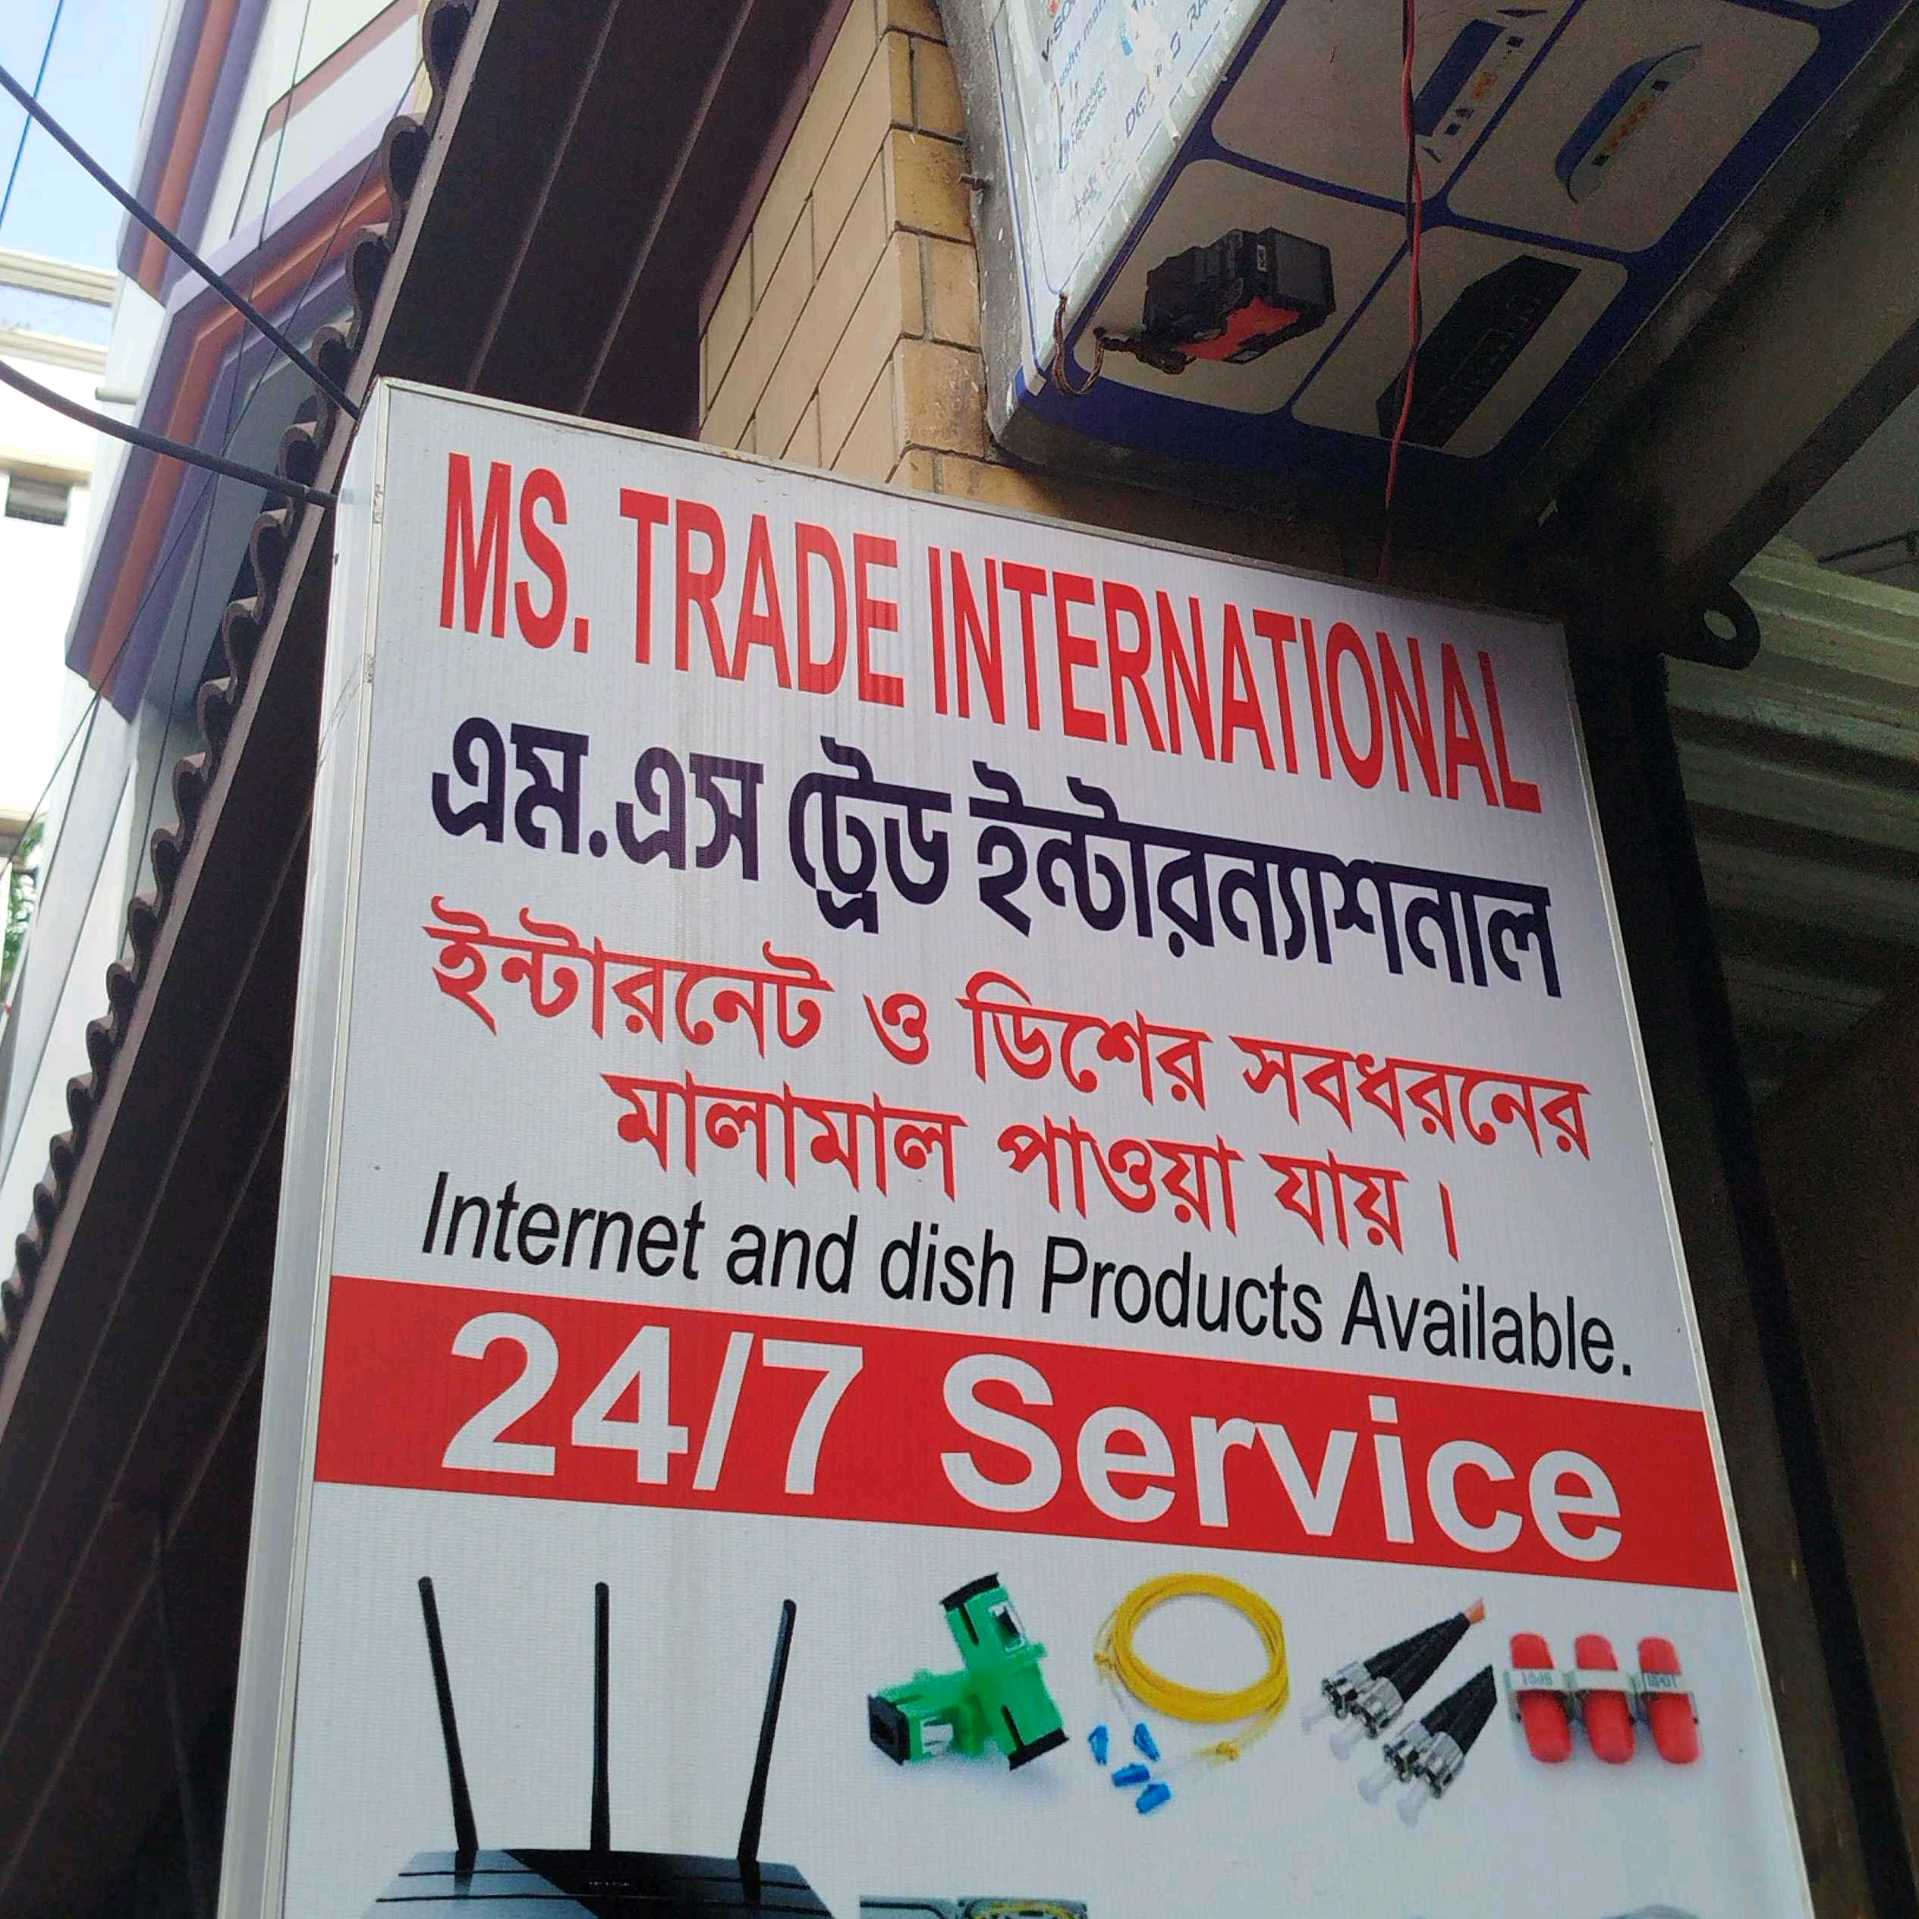 MS. TRADE INTERNATIONAL
এম.এস ট্রেড ইন্টারন্যাশনাল
ইন্টারনেট ও ডিশের সবধরনের
মালামাল পাওয়া যায়।
Internet and dish Products Available.
24/7 Service